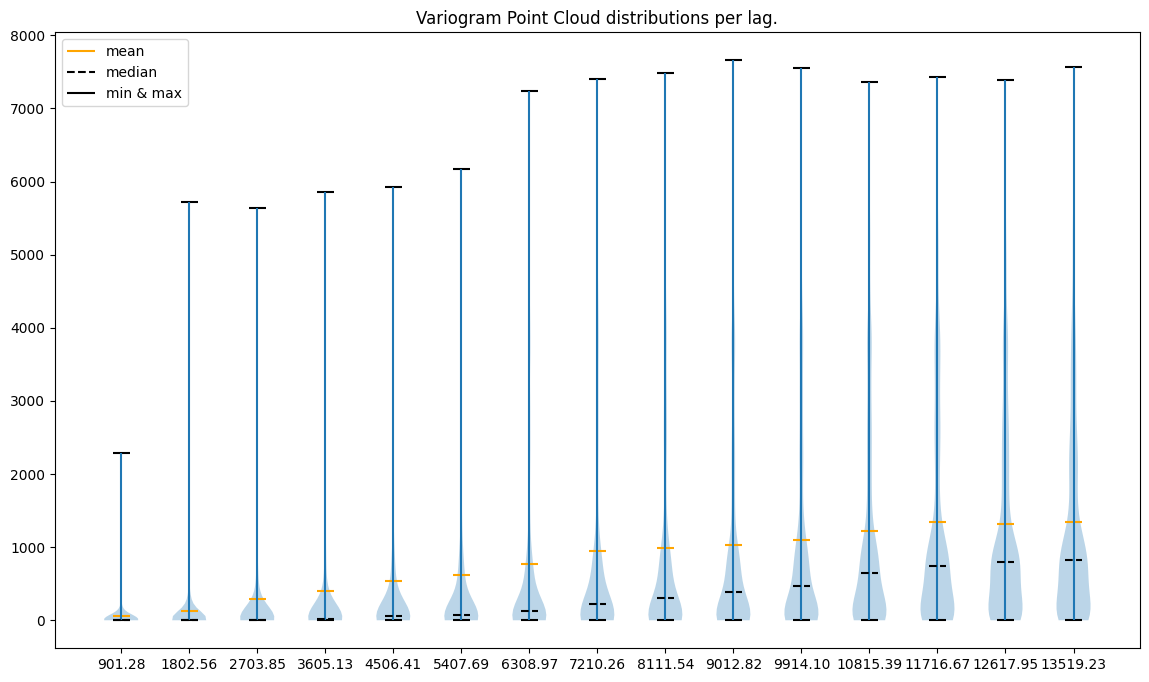 Variogram Point Cloud distributions per lag.
mean
median
min & max
8000
7000
6000
5000
4000
3000
2000
1000
0
901.28 1802.56 2703.85 3605.13 4506.41 5407.69 6308.97 7210.26 8111.54 9012.82 9914.10 10815.39 11716.67 12617.95 13519.23